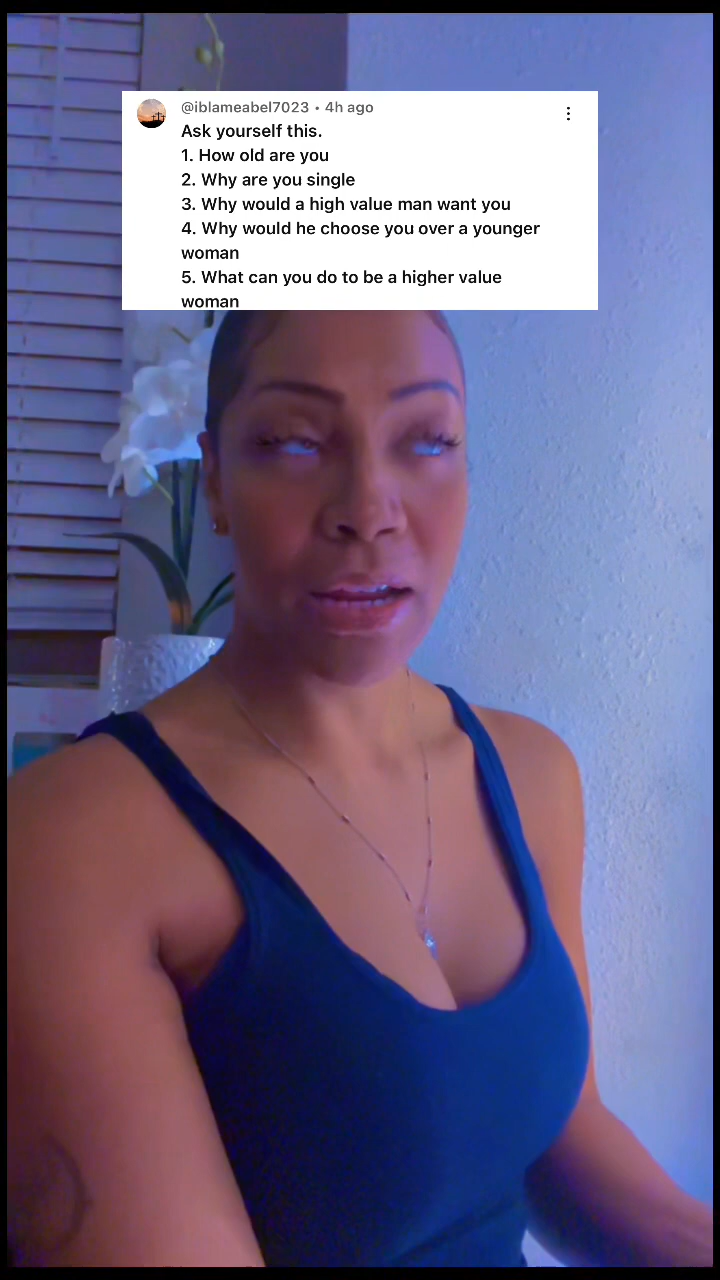 @iblameabel7023 • 4h ago
Ask yourself this.
1. How old are you
2. Why are you single
3. Why would a high value man want you
4. Why would he choose you over a younger
woman
5. What can you do to be a higher value
woman